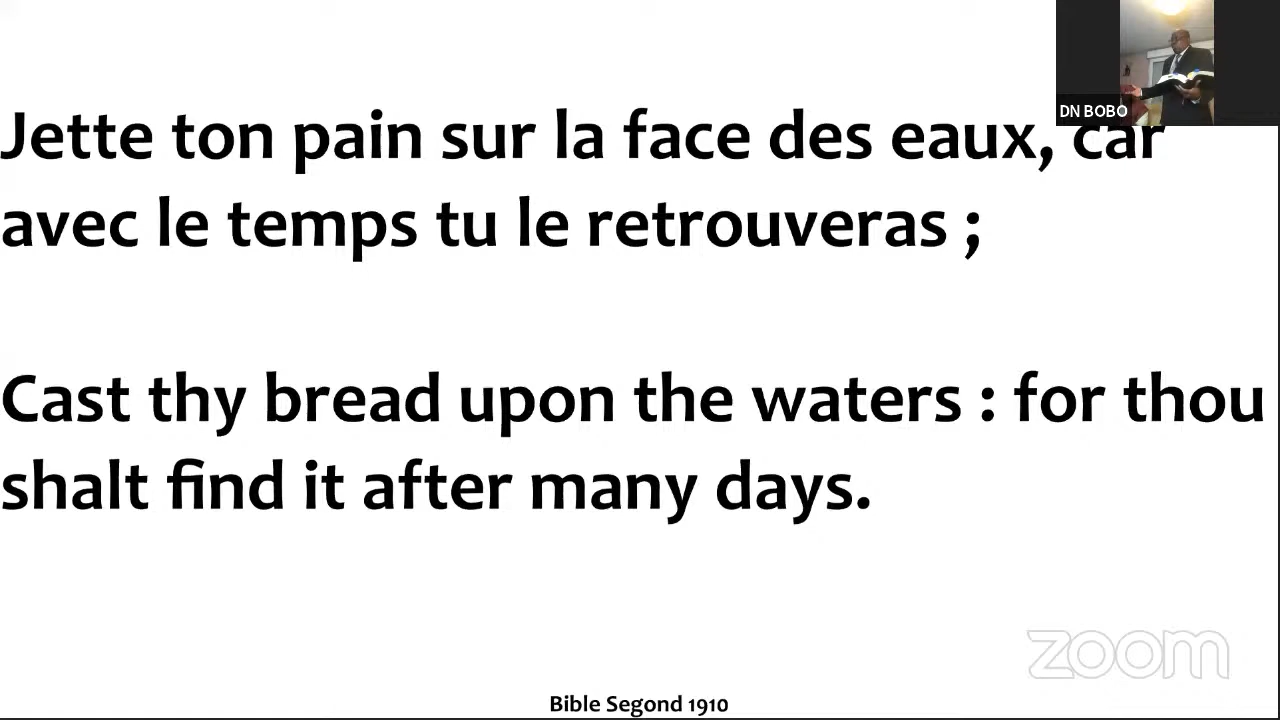 DN BOBO
Jette ton pain sur la face des eaux, car
avec le temps tu le retrouveras ;
Cast thy bread upon the waters : for thou
shalt find it after many days.
zoom
Bible Segond 1910